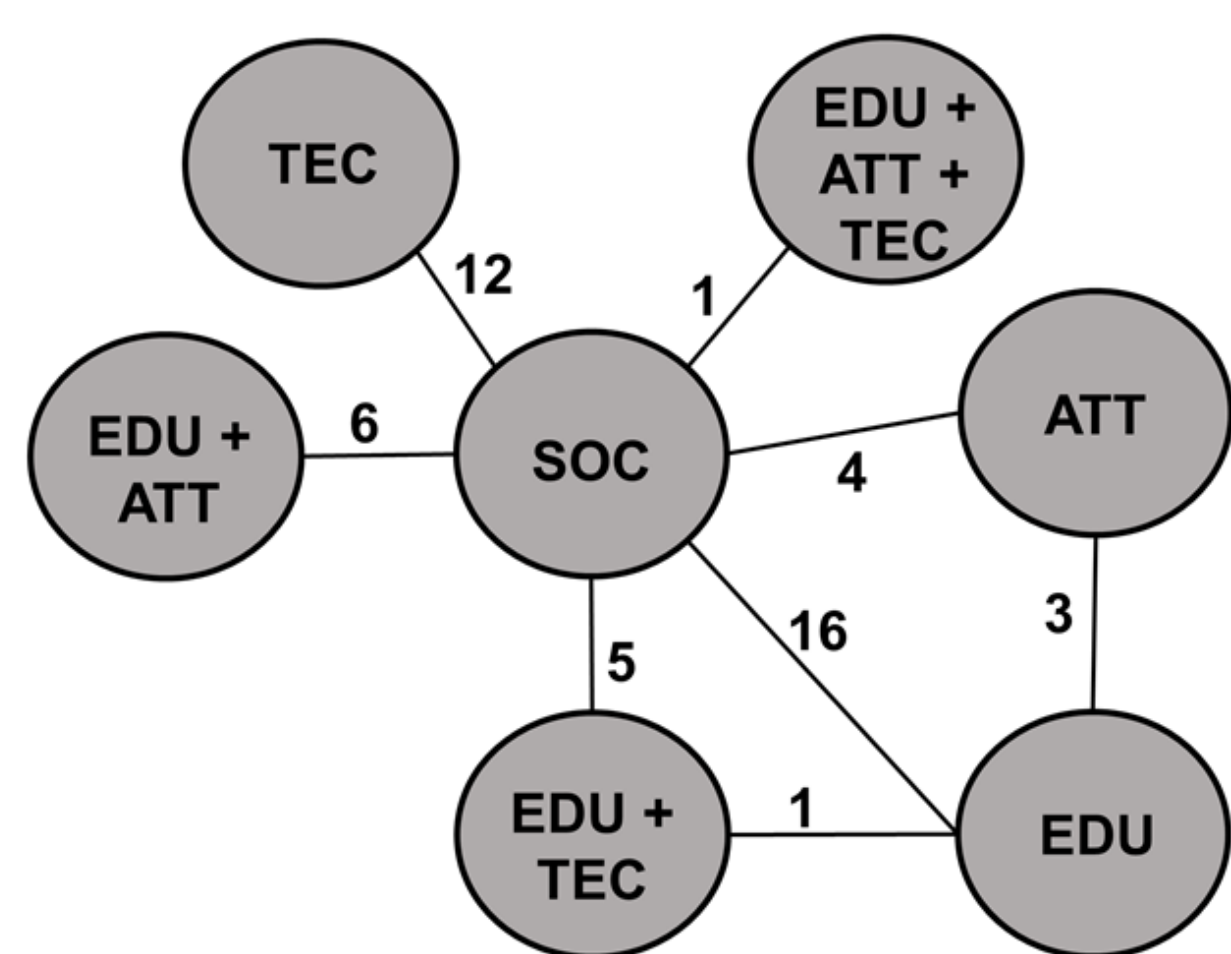 EDU +
ATT +
TEC
TEC
12
1
ATT
EDU +
ATT
6
SOC
4
3
16
5
EDU +
TEC
1
EDU